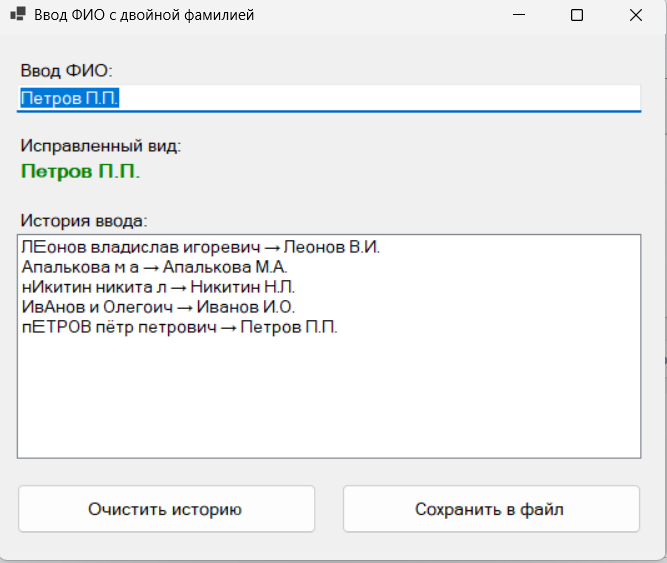 Ввод ФИО с двойной фамилией
Ввод ФИО:
Петров П.П.
Исправленный вид:
Петров П.П.
История ввода:
ЛЕонов владислав игоревич → Леонов В.И.
Апалькова м а → Апалькова М.А.
нИкитин никита л → Никитин Н.Л.
ИвАнов и Олегоич → Иванов И.О.
пЕТРОВ пётр петрович → Петров П.П.
Очистить историю
Сохранить в файл